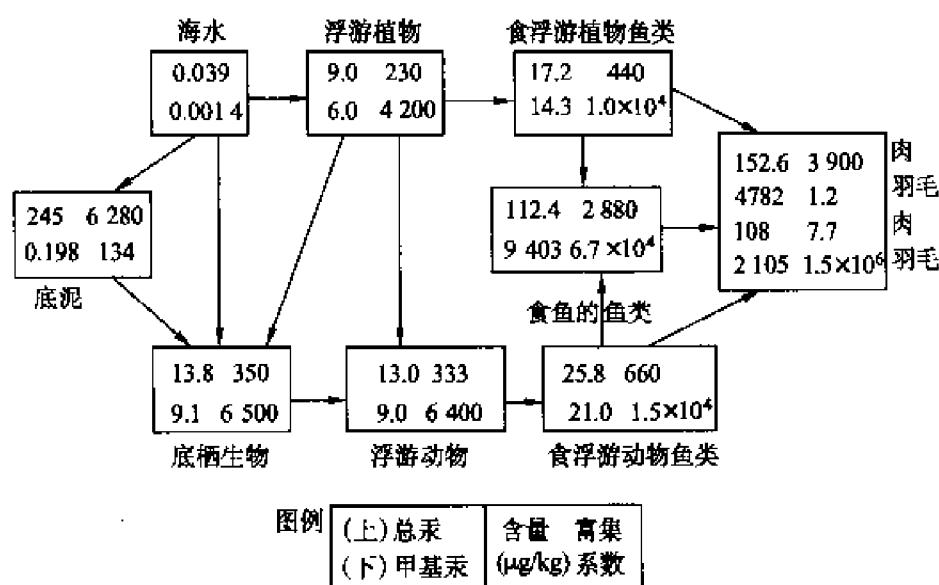 海水
0.039
0.0014
浮游植物
9.0 230
6.0 4 200
食浮游植物鱼类
17.2 440
14.3 1.0×10⁴
152.6 3 900 肉
4782 1.2 羽毛
108 7.7 肉
2 105 1.5×10⁶ 羽毛
245 6 280
0.198 134
底泥
112.4 2 880
9 403 6.7×10⁴
食鱼的鱼类
13.8 350
9.1 6 500
底栖生物
13.0 333
9.0 6 400
浮游动物
25.8 660
21.0 1.5×10⁴
食浮游动物鱼类
图例
(上)总汞 含量 富集
(下)甲基汞 (μg/kg) 系数